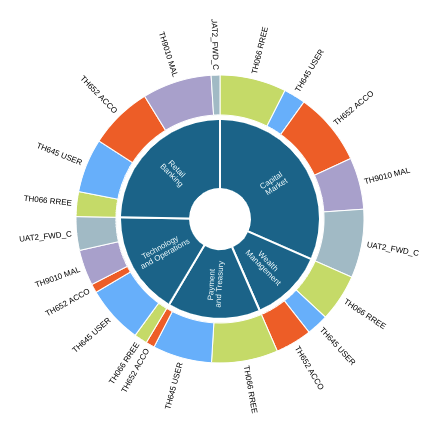 TH066 RREE
TH645 USER
TH652 ACCO
TH9010 MAL
UAT2_FWD_C
TH066 RREE
TH645 USER
TH652 ACCO
TH066 RREE
TH645 USER
TH652 ACCO
TH066 RREE
TH645 USER
TH652 ACCO
TH9010 MAL
UAT2_FWD_C
TH066 RREE
TH645 USER
TH652 ACCO
TH9010 MAL
UAT2_FWD_C
Capital
Market
Wealth
Management
Payment
and Treasury
Technology
and Operations
Retail
Banking